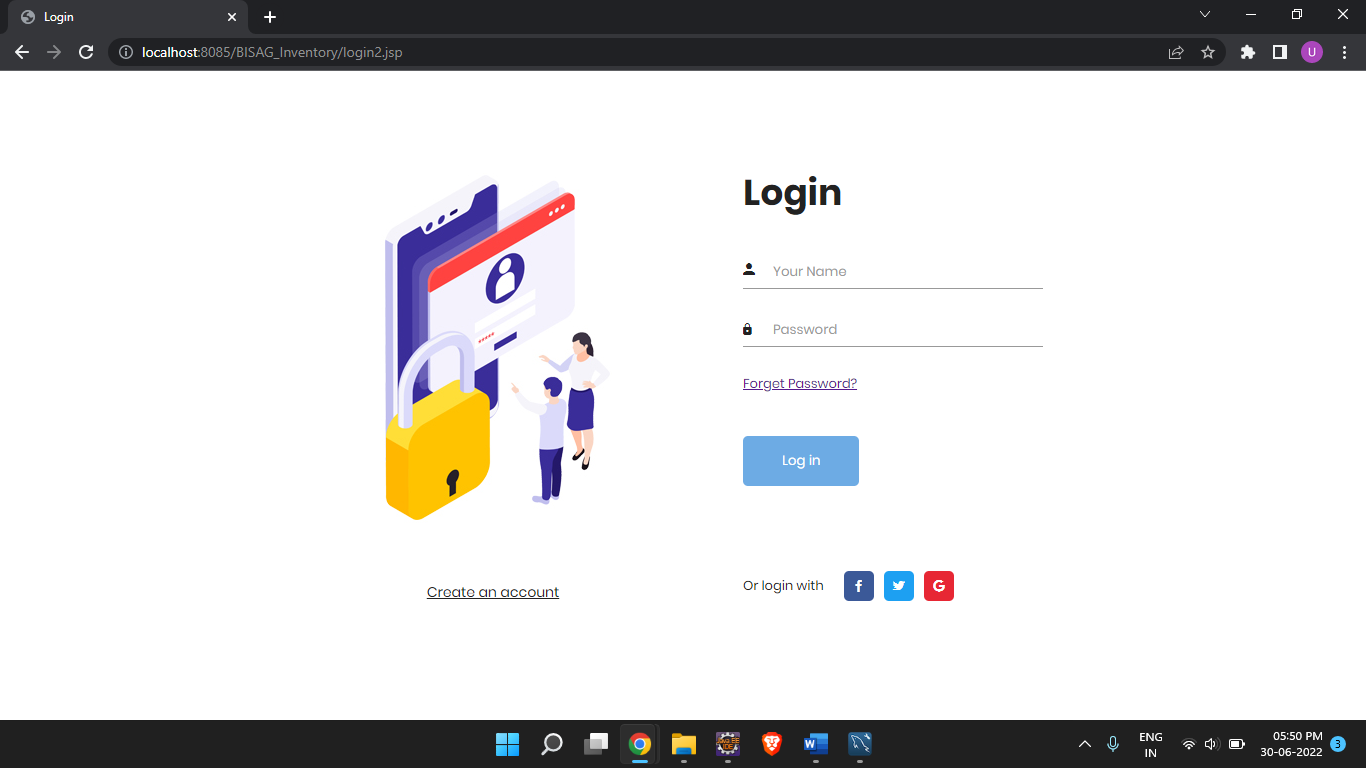 Login
localhost:8085/BISAG_Inventory/login2.jsp
U
Login
Your Name
Password
Forget Password?
Log in
Create an account
Or login with
f
G
W
ENG
IN
05:50 PM
30-06-2022
3